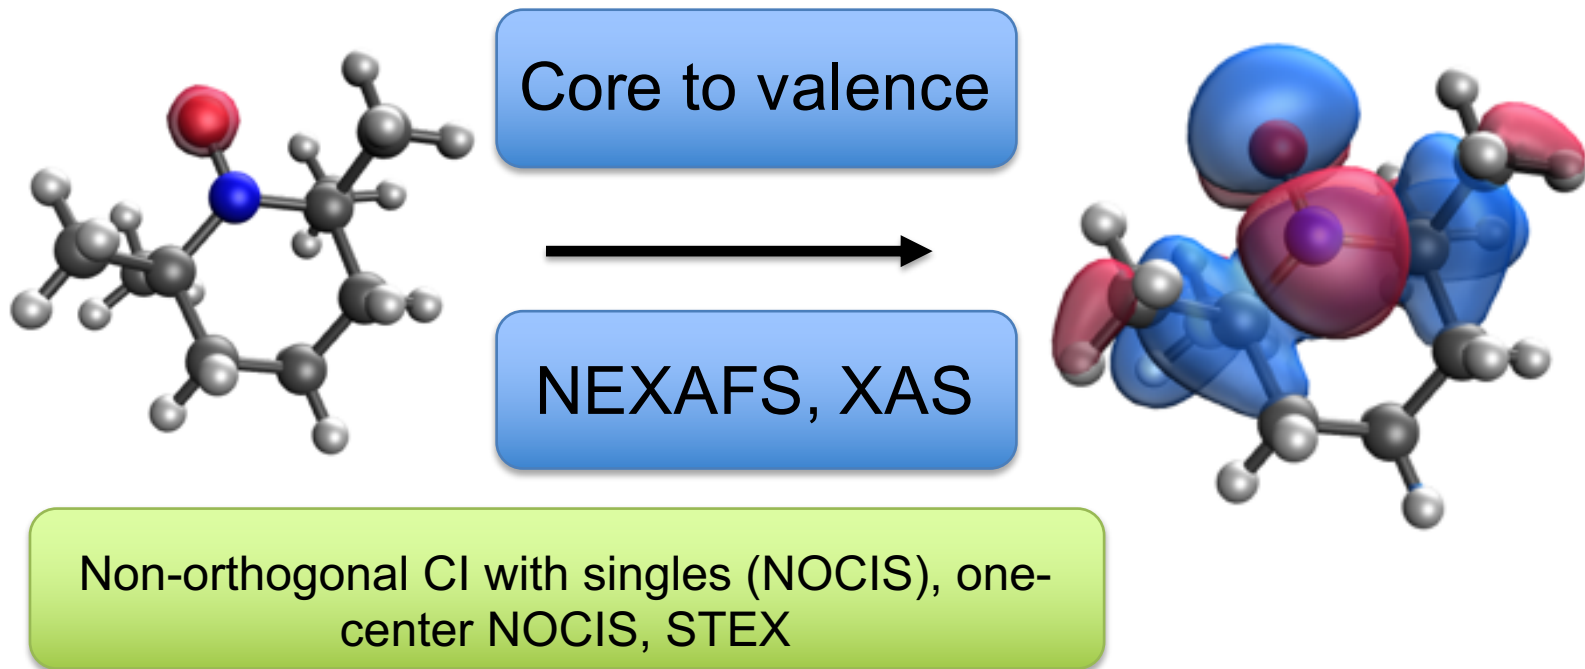 Core to valence
NEXAFS, XAS
Non-orthogonal CI with singles (NOCIS), one-
center NOCIS, STEX